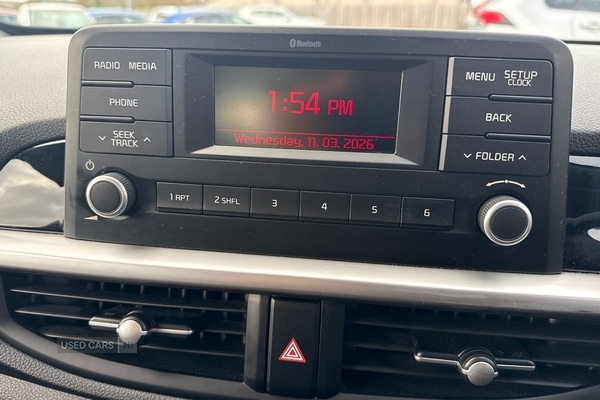 Bluetooth
RADIO MEDIA
PHONE
SEEK
TRACK
1:54 PM
Wednesday, 11. 03. 2026
MENU SETUP
CLOCK
BACK
FOLDER
1 RPT 2 SHFL 3 4 5 6
USED CARS NI